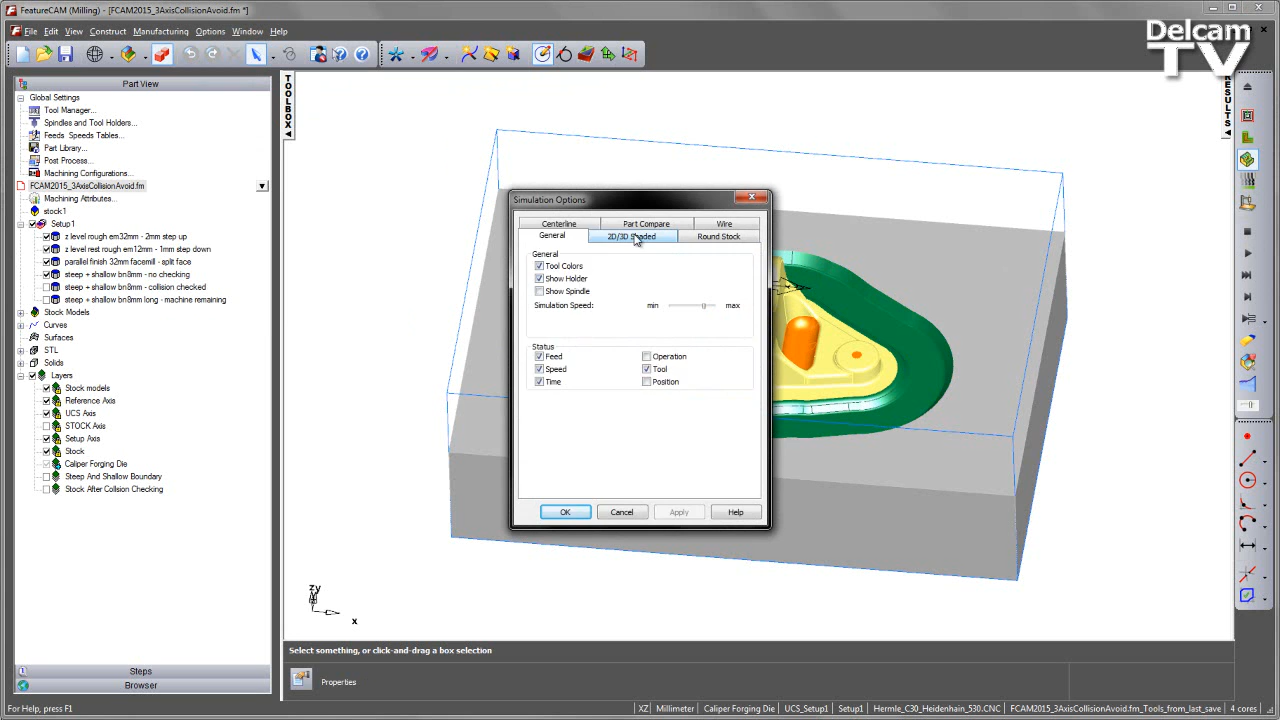 FeatureCAM (Milling) - [FCAM2015_3AxisCollisionAvoid.fm *]
File Edit View Construct Manufacturing Options Window Help
Delcam
TV
Part View
Global Settings
Tool Manager...
Spindles and Tool Holders...
Feeds Speeds Tables...
Part Library...
Post Process...
Machining Configurations...
FCAM2015_3AxisCollisionAvoid.fm
Machining Attributes...
stock1
Setup1
z level rough em32mm - 2mm step up
z level rest rough em12mm - 1mm step down
parallel finish 32mm facemill - split face
steep + shallow bn8mm - no checking
steep + shallow bn8mm - collision checked
steep + shallow bn8mm long - machine remaining
Stock Models
Curves
Surfaces
STL
Solids
Layers
Stock models
Reference Axis
UCS Axis
STOCK Axis
Setup Axis
Stock
Caliper Forging Die
Steep And Shallow Boundary
Stock After Collsion Checking
Steps
Browser
TOOLBOX
RESULTS
Simulation Options
Centerline Part Compare Wire
General 2D/3D Shaded Round Stock
General
Tool Colors
Show Holder
Show Spindle
Simulation Speed: min max
Status
Feed Operation
Speed Tool
Time Position
OK Cancel Apply Help
zy
x
Select something, or click-and-drag a box selection
Properties
For Help, press F1
XZ Millimeter Caliper Forging Die UCS_Setup1 Setup1 Hermle_C30_Heidenhain_530.CNC FCAM2015_3AxisCollisionAvoid.fm_Tools_from_last_save 4 cores